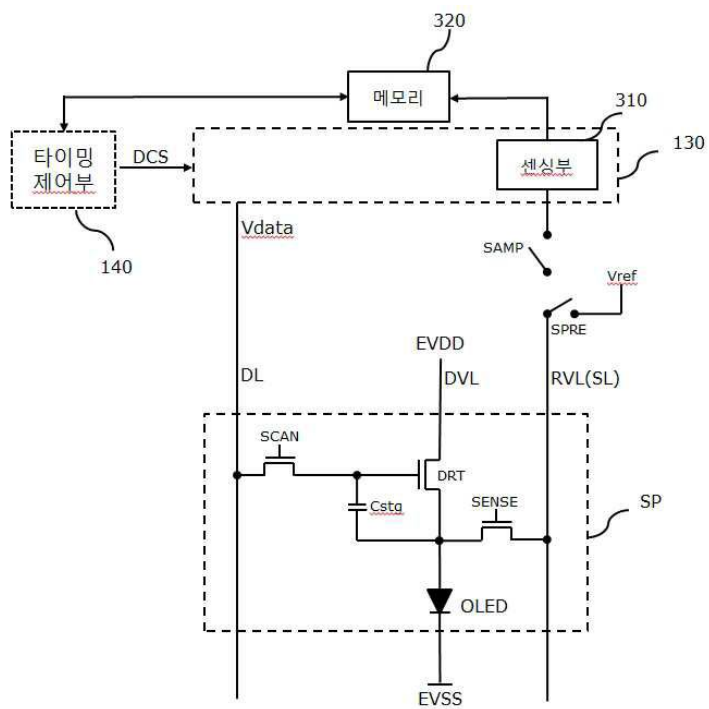 320
메모리
310
센싱부
130
타이밍
제어부
DCS
140
Vdata
SAMP
Vref
SPRE
EVDD
DL
DVL
RVL(SL)
SCAN
DRT
Cstg
SENSE
SP
OLED
EVSS